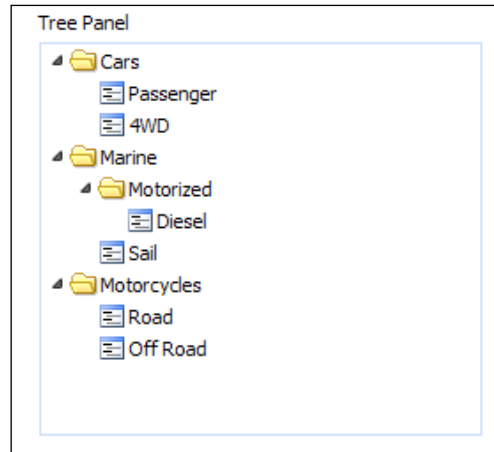 Tree Panel
Cars
Passenger
4WD
Marine
Motorized
Diesel
Sail
Motorcycles
Road
Off Road